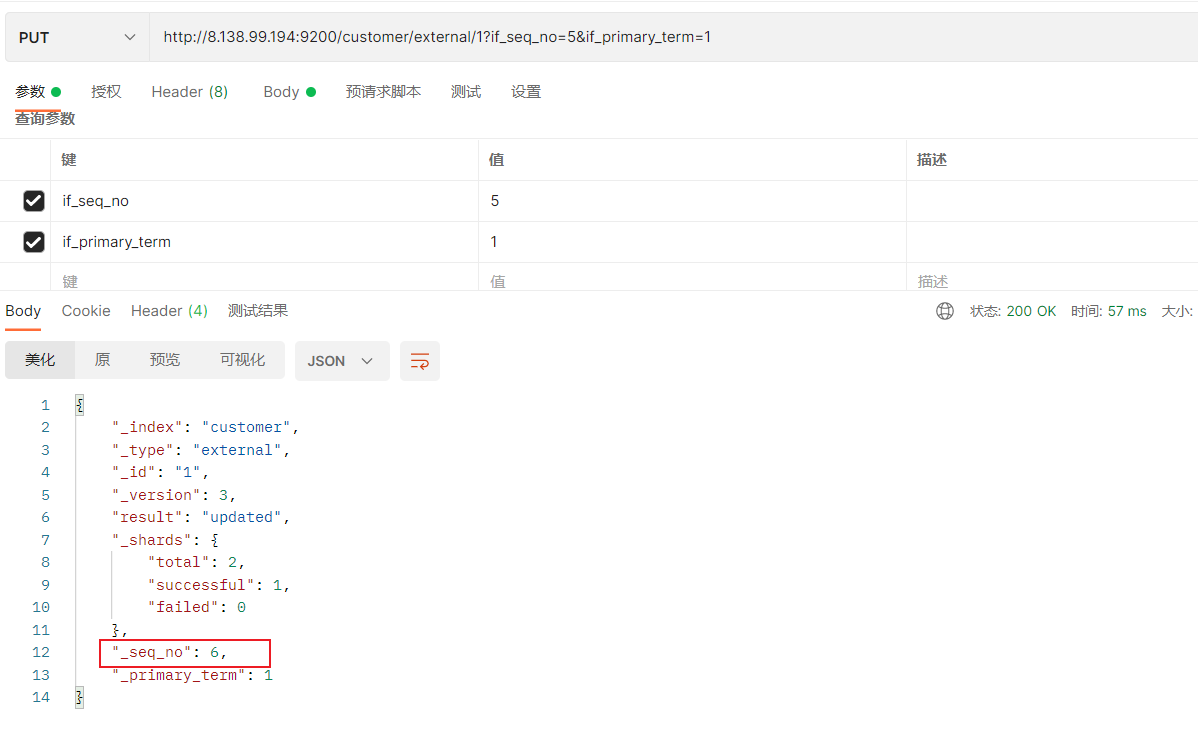 PUT http://8.138.99.194:9200/customer/external/1?if_seq_no=5&if_primary_term=1
参数 授权 Header (8) Body 预请求脚本 测试 设置
查询参数
键 值 描述
if_seq_no 5
if_primary_term 1
键 值 描述
Body Cookie Header (4) 测试结果 状态: 200 OK 时间: 57 ms 大小:
美化 原 预览 可视化 JSON
1 {
2 "_index": "customer",
3 "_type": "external",
4 "_id": "1",
5 "_version": 3,
6 "result": "updated",
7 "_shards": {
8 "total": 2,
9 "successful": 1,
10 "failed": 0
11 },
12 "_seq_no": 6,
13 "_primary_term": 1
14 }